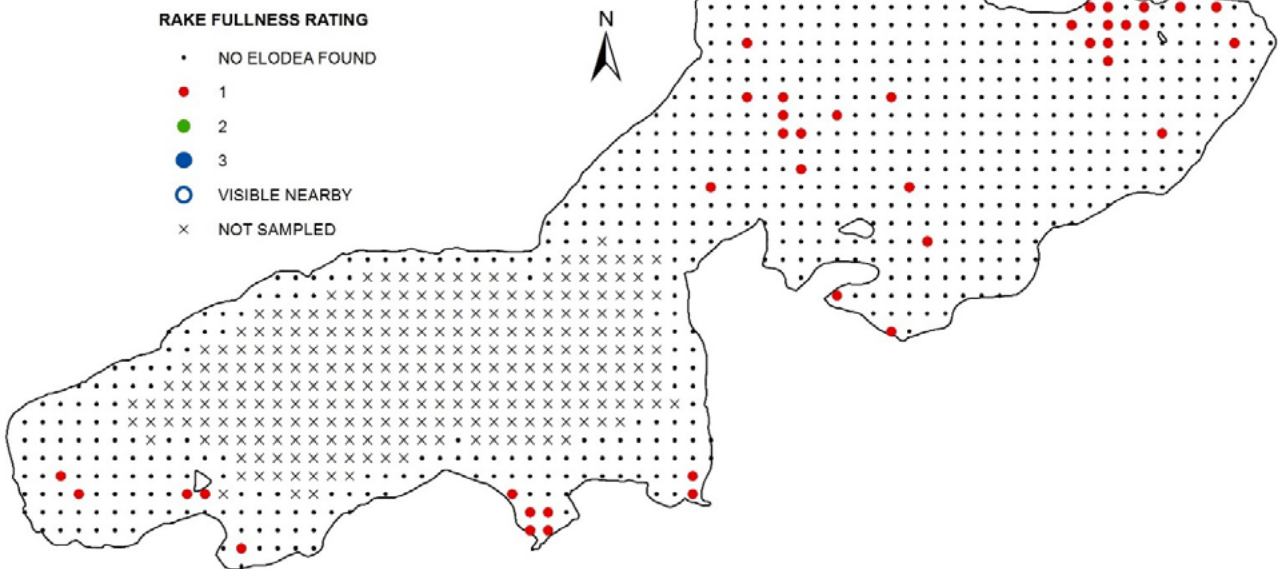 RAKE FULLNESS RATING
N
NO ELODEA FOUND
1
2
3
VISIBLE NEARBY
NOT SAMPLED